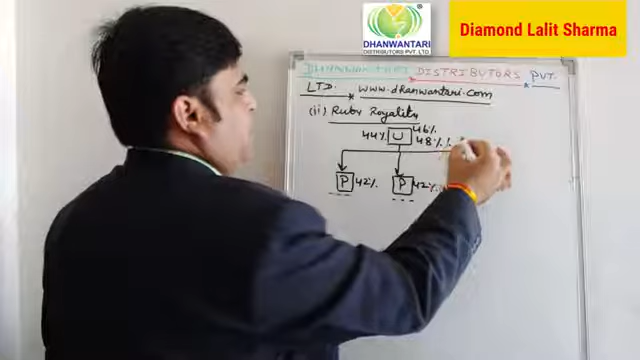 Diamond Lalit Sharma
DHANWANTARI
DISTRIBUTORS PVT. LTD.
DHANWANTARI DISTRIBUTORS PVT.
LTD. www.dhanwantari.com
(ii) Ruby Royality
44% U 46%
48%
P 42% P 42%